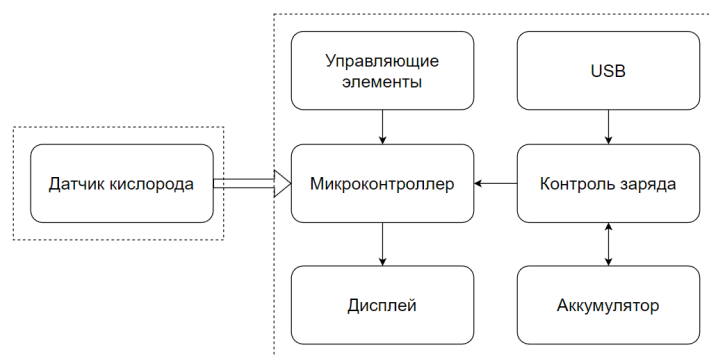 Управляющие
элементы
USB
Датчик кислорода
Микроконтроллер
Контроль заряда
Дисплей
Аккумулятор